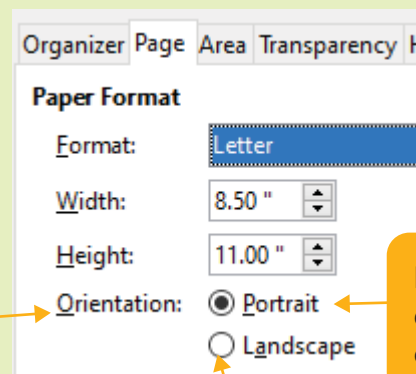 Organizer Page Area Transparency
Paper Format
Format: Letter
Width: 8.50 "
Height: 11.00 "
Orientation: Portrait
Landscape